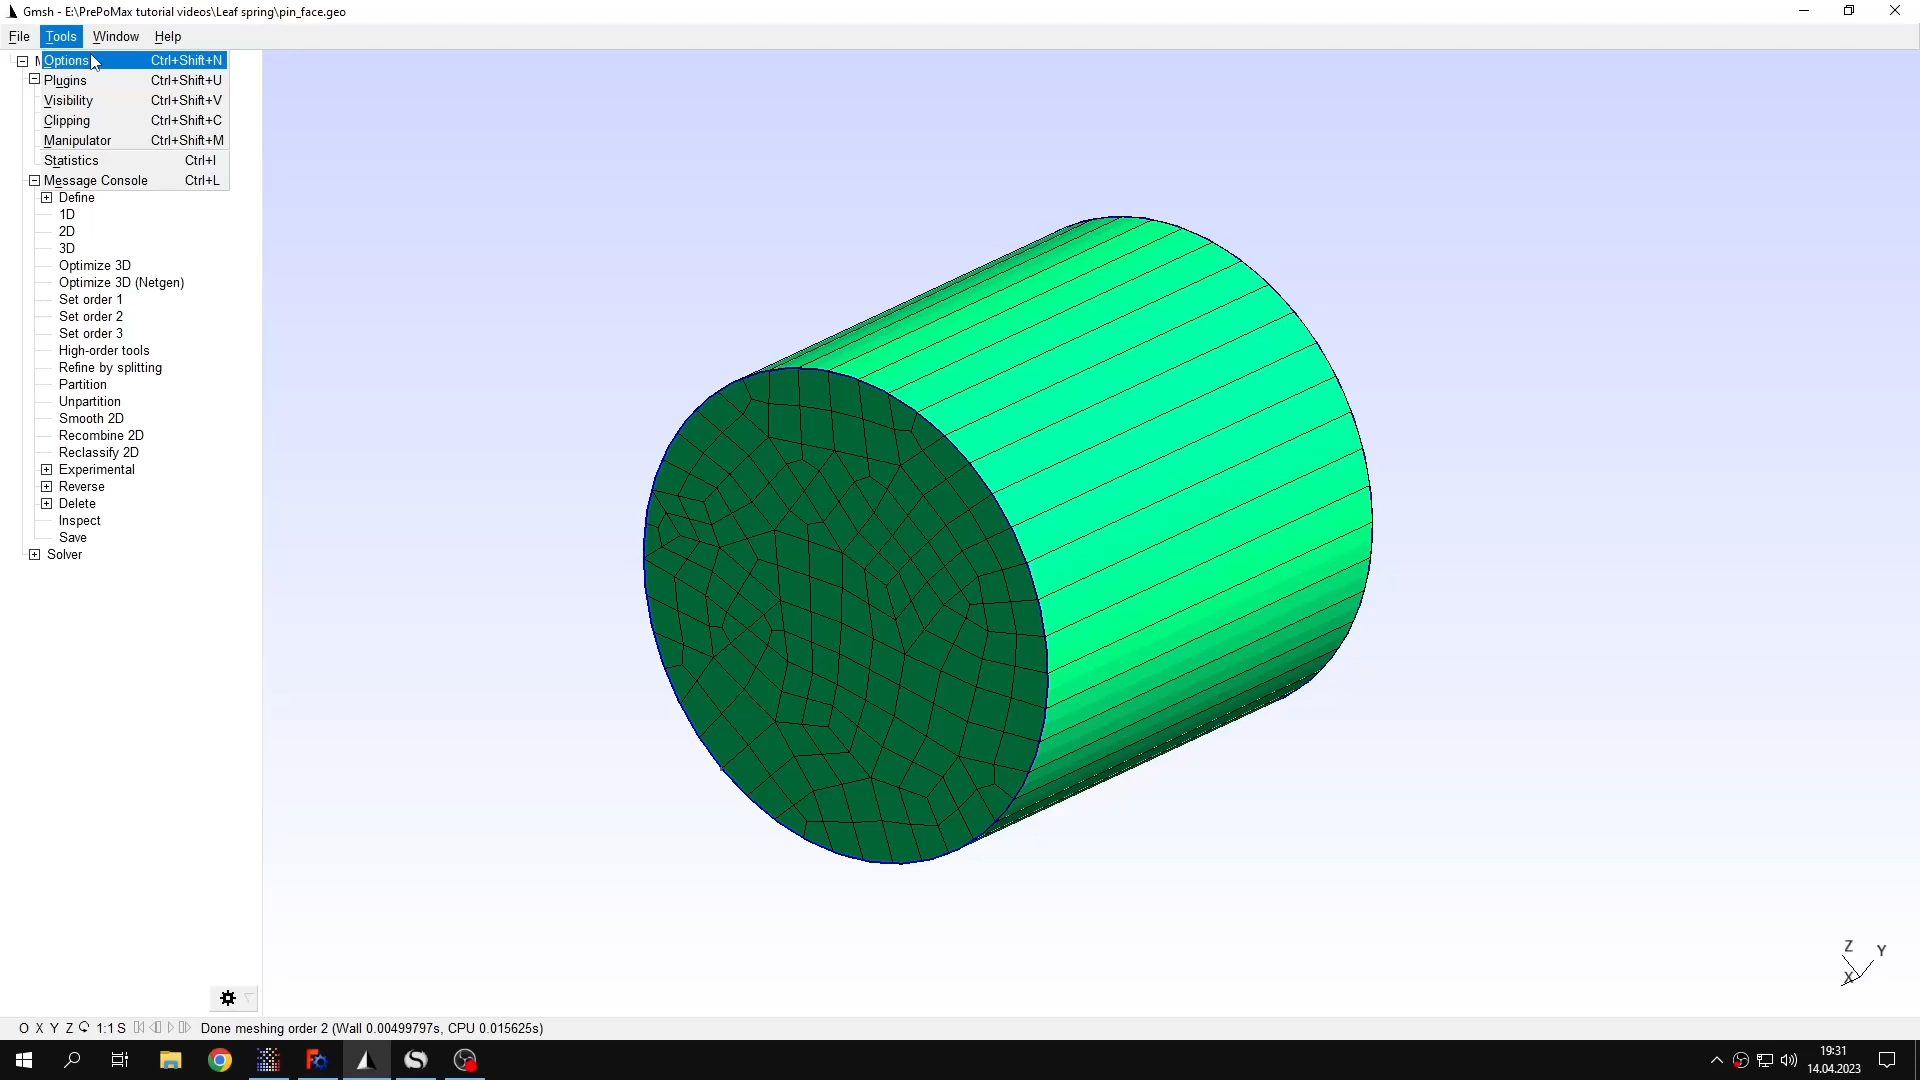 Gmsh - E:\PrePoMax tutorial videos\Leaf spring\pin_face.geo
File Tools Window Help
Options Ctrl+Shift+N
Plugins Ctrl+Shift+U
Visibility Ctrl+Shift+V
Clipping Ctrl+Shift+C
Manipulator Ctrl+Shift+M
Statistics Ctrl+I
Message Console Ctrl+L
Define
1D
2D
3D
Optimize 3D
Optimize 3D (Netgen)
Set order 1
Set order 2
Set order 3
High-order tools
Refine by splitting
Partition
Unpartition
Smooth 2D
Recombine 2D
Reclassify 2D
Experimental
Reverse
Delete
Inspect
Save
Solver
Z
Y
X
O X Y Z 1:1 S Done meshing order 2 (Wall 0.00499797s, CPU 0.015625s)
19:31
14.04.2023